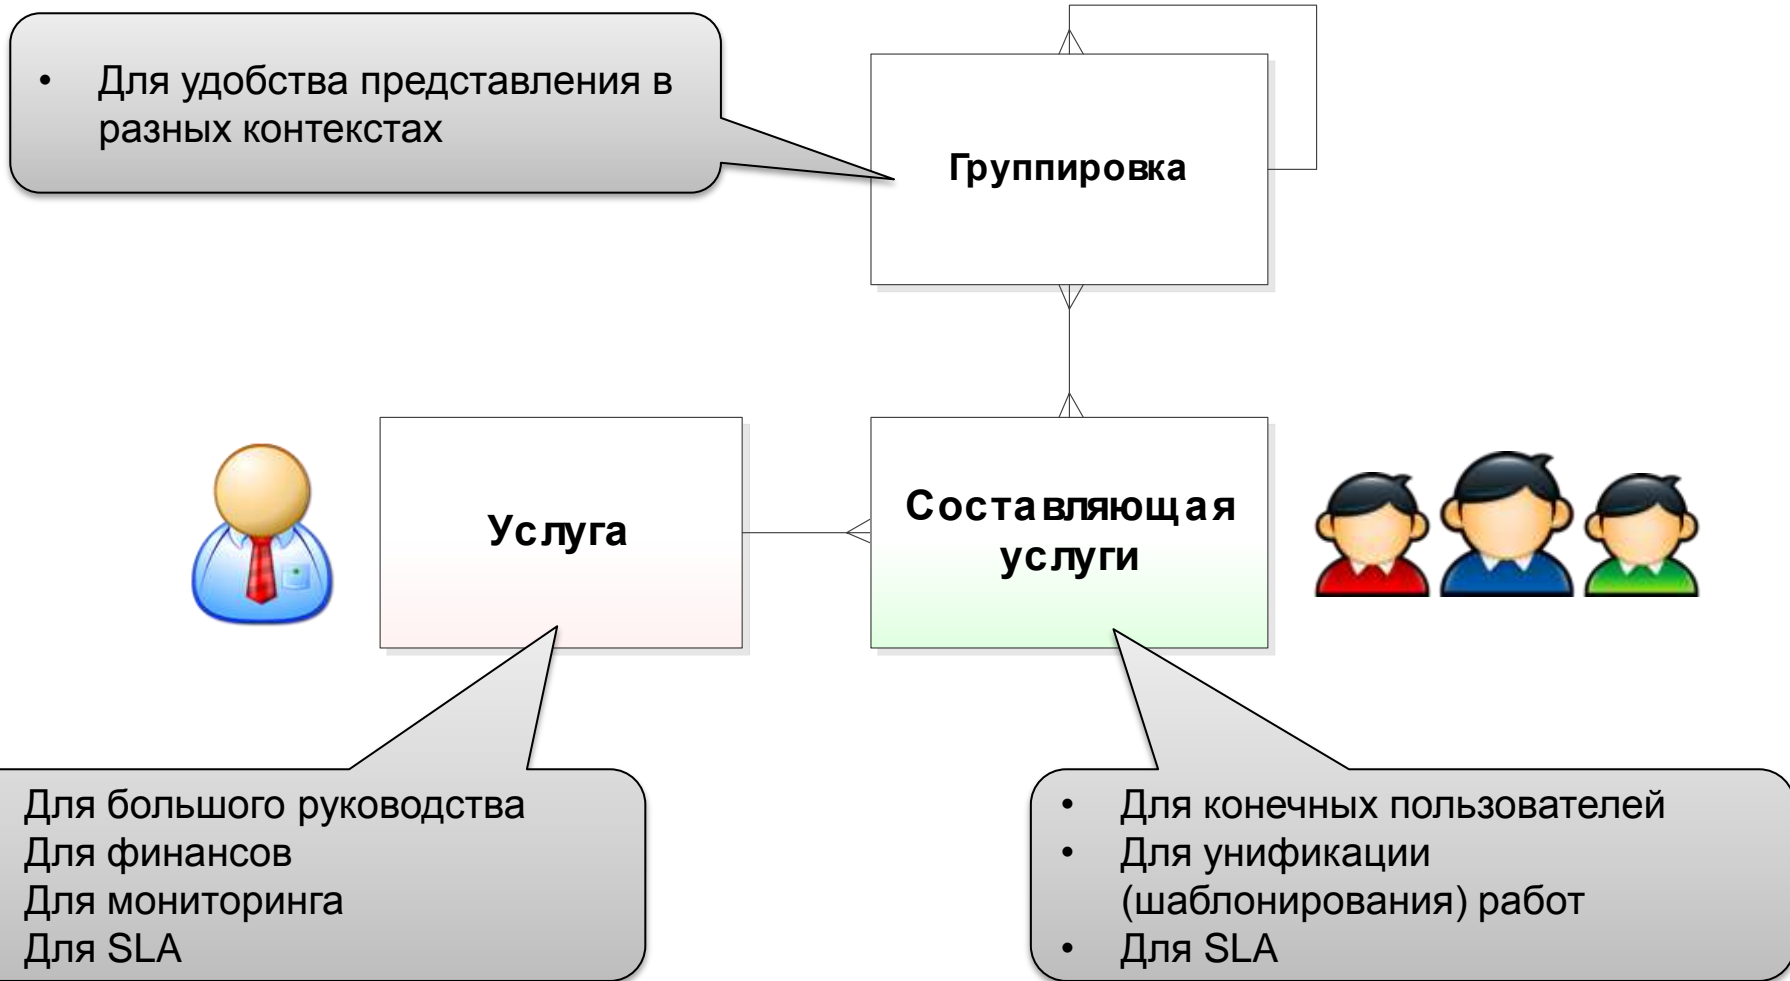 • Для удобства представления в
разных контекстах
Группировка
Услуга
Составляющая
услуги
Для большого руководства
Для финансов
Для мониторинга
Для SLA
• Для конечных пользователей
• Для унификации
(шаблонирования) работ
• Для SLA